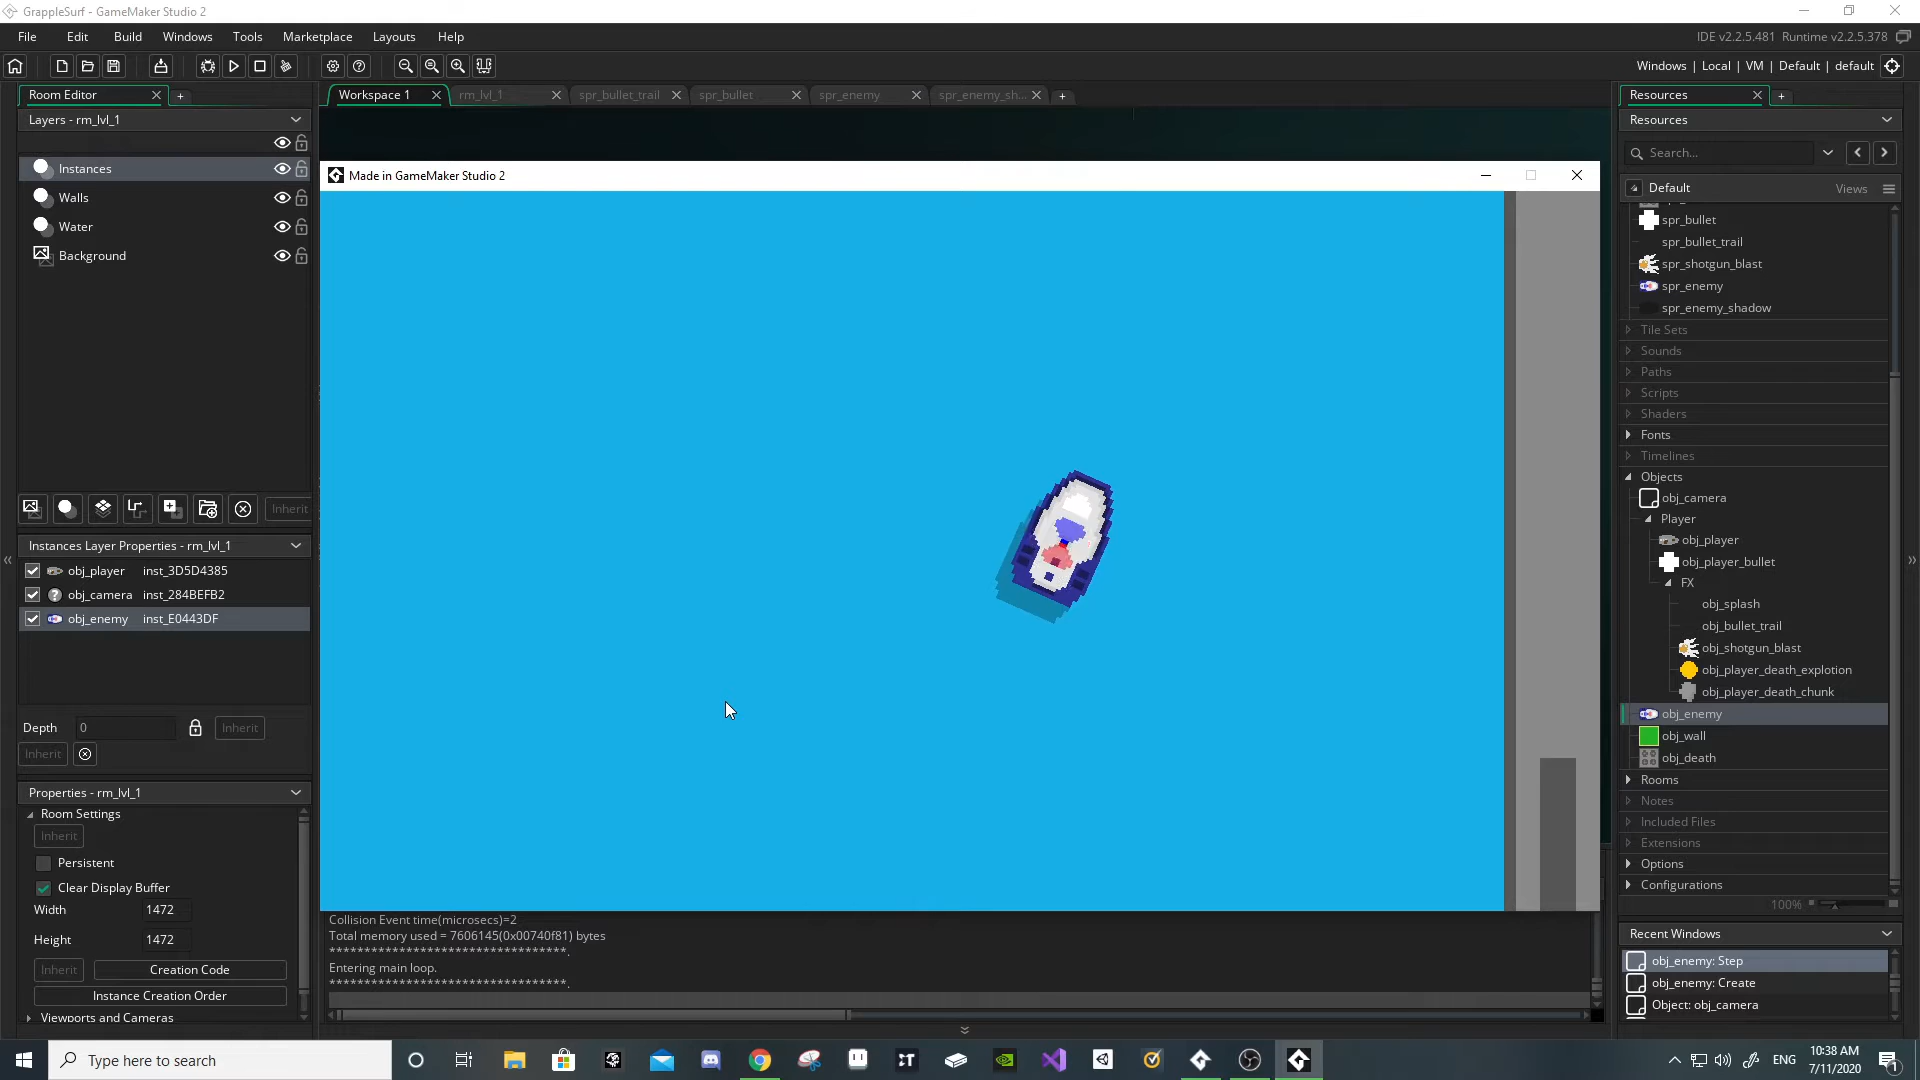 GrappleSurf - GameMaker Studio 2
File Edit Build Windows Tools Marketplace Layouts Help
IDE v2.2.5.481 Runtime v2.2.5.378
Windows | Local | VM | Default | default
Room Editor
Workspace 1
rm_lvl_1
spr_bullet_trail
spr_bullet
spr_enemy
spr_enemy_sh...
Resources
Layers - rm_lvl_1
Resources
Instances
Walls
Water
Background
Made in GameMaker Studio 2
Search...
Default
Views
spr_bullet
spr_bullet_trail
spr_shotgun_blast
spr_enemy
spr_enemy_shadow
Tile Sets
Sounds
Paths
Scripts
Shaders
Fonts
Timelines
Objects
obj_camera
Player
obj_player
obj_player_bullet
FX
obj_splash
obj_bullet_trail
obj_shotgun_blast
obj_player_death_explotion
obj_player_death_chunk
obj_enemy
obj_wall
obj_death
Rooms
Notes
Included Files
Extensions
Options
Configurations
100%
Inherit
Instances Layer Properties - rm_lvl_1
obj_player inst_3D5D4385
obj_camera inst_284BEFB2
obj_enemy inst_E0443DF
Depth 0 Inherit
Inherit
Properties - rm_lvl_1
Room Settings
Inherit
Persistent
Clear Display Buffer
Width 1472
Height 1472
Inherit Creation Code
Instance Creation Order
Viewports and Cameras
Collision Event time(microsecs)=2
Total memory used = 7606145(0x00740f81) bytes
*********************************.
Entering main loop.
*********************************.
Recent Windows
obj_enemy: Step
obj_enemy: Create
Object: obj_camera
Type here to search
ENG
10:38 AM
7/11/2020